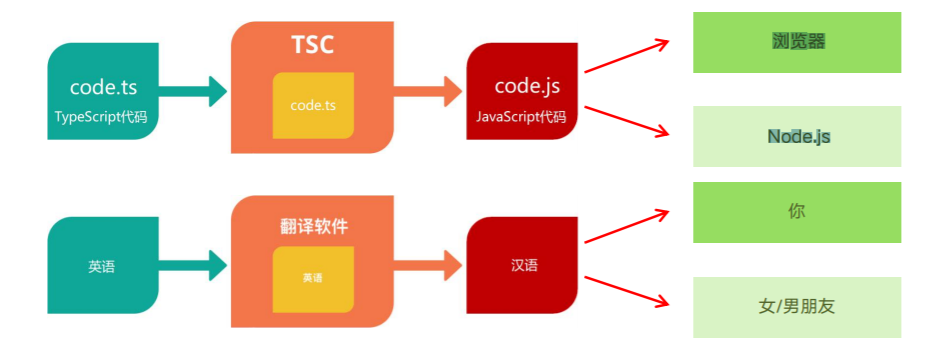 TSC
code.ts
TypeScript代码
code.ts
code.js
JavaScript代码
浏览器
Node.js
英语
翻译软件
英语
汉语
你
女/男朋友